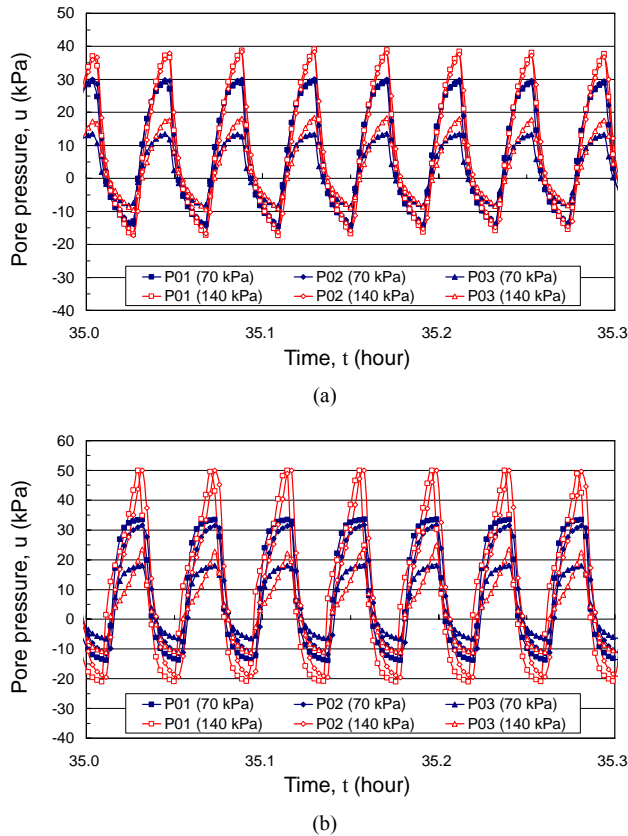 50
40
30
20
10
0
-10
-20
-30
-40
Pore pressure, u (kPa)
P01 (70 kPa) P02 (70 kPa) P03 (70 kPa)
P01 (140 kPa) P02 (140 kPa) P03 (140 kPa)
35.0 35.1 35.2 35.3
Time, t (hour)
(a)
60
50
40
30
20
10
0
-10
-20
-30
-40
Pore pressure, u (kPa)
P01 (70 kPa) P02 (70 kPa) P03 (70 kPa)
P01 (140 kPa) P02 (140 kPa) P03 (140 kPa)
35.0 35.1 35.2 35.3
Time, t (hour)
(b)